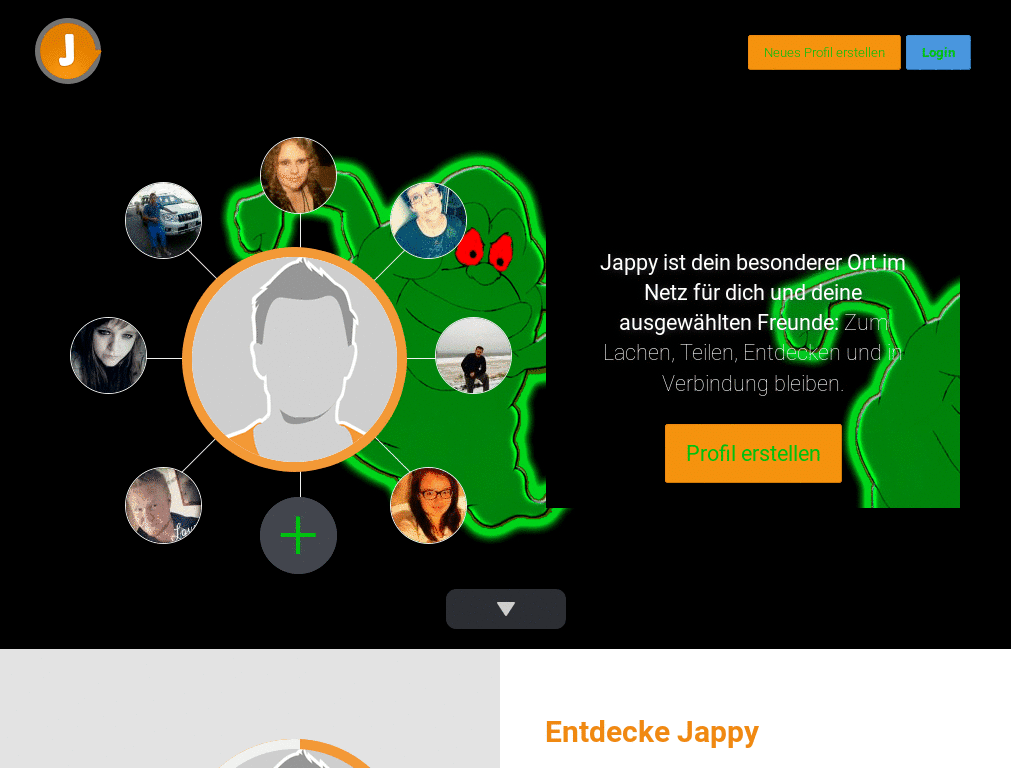 J
Neues Profil erstellen
Login
Jappy ist dein besonderer Ort im
Netz für dich und deine
ausgewählten Freunde: Zum
Lachen, Teilen, Entdecken und in
Verbindung bleiben.
Profil erstellen
Entdecke Jappy